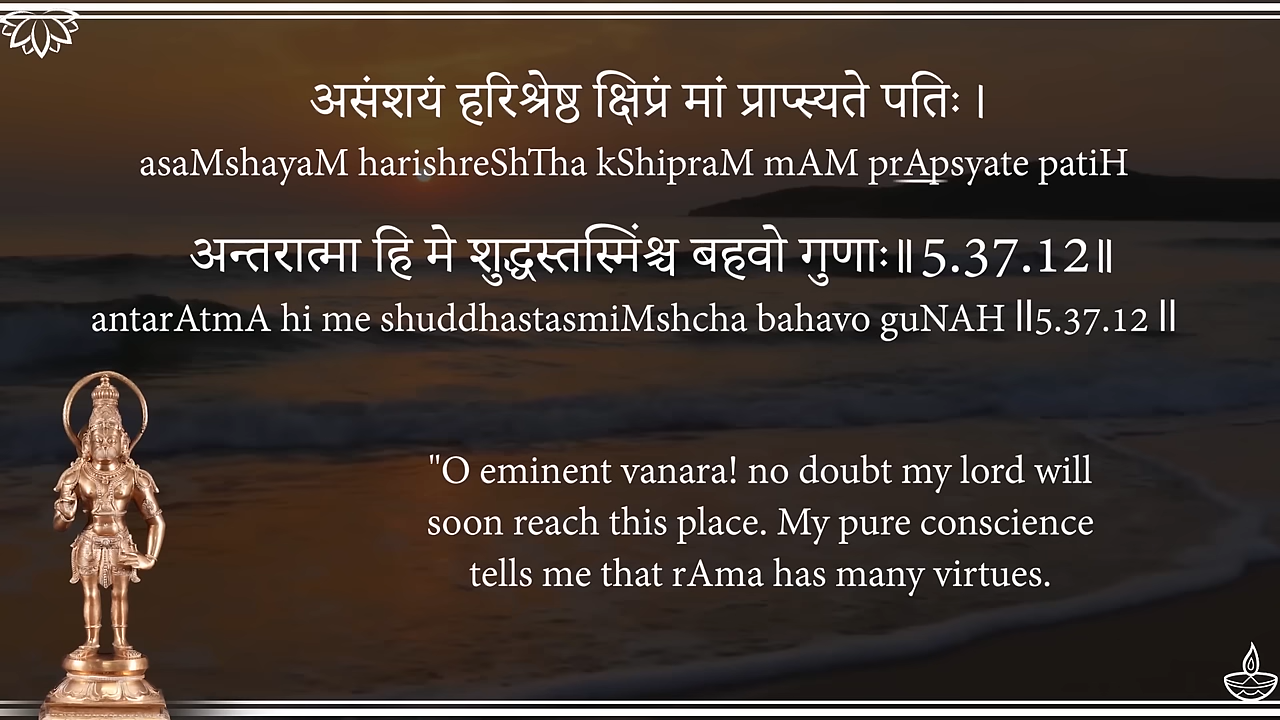 असंशयं हरिश्रेष्ठ क्षिप्रं मां प्राप्स्यते पतिः ।
asaMshayaM harishreShTha kShipraM mAM prApsyate patiH
अन्तरात्मा हि मे शुद्धस्तस्मिंश्च बहवो गुणाः॥5.37.12॥
antarAtmA hi me shuddhastasmiMshcha bahavo guNAH ॥5.37.12 ॥
"O eminent vanara! no doubt my lord will
soon reach this place. My pure conscience
tells me that rAma has many virtues.